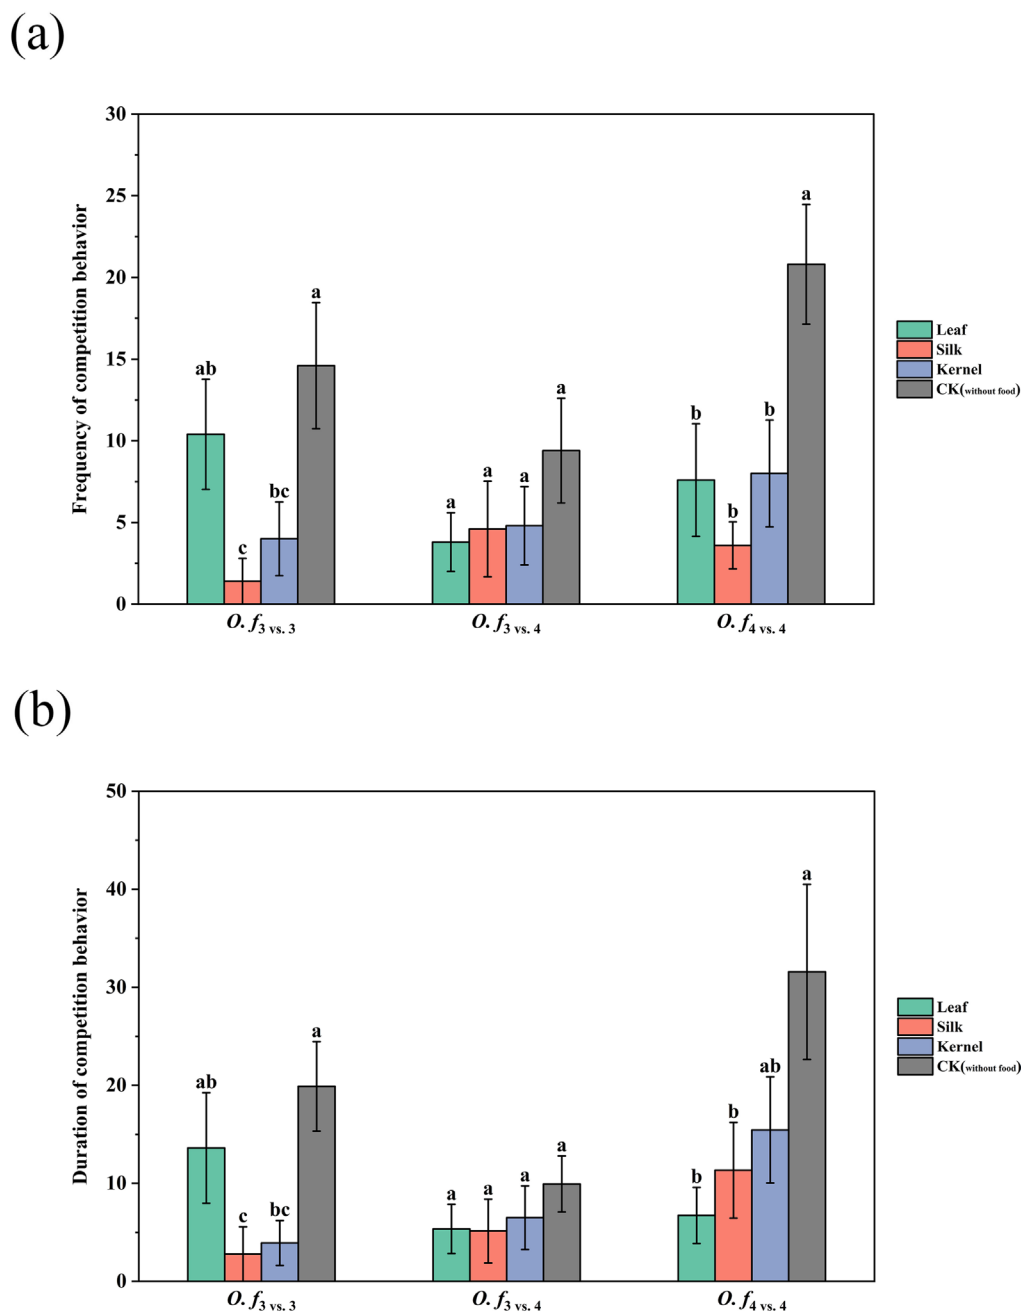 (a)
30
25
20
15
10
5
0
Frequency of competition behavior
ab
c
bc
a
a
a
a
a
b
b
b
a
O. f3 vs. 3
O. f3 vs. 4
O. f4 vs. 4
Leaf
Silk
Kernel
CK(without food)
(b)
50
40
30
20
10
0
Duration of competition behavior
ab
c
bc
a
a
a
a
a
b
b
ab
a
O. f3 vs. 3
O. f3 vs. 4
O. f4 vs. 4
Leaf
Silk
Kernel
CK(without food)